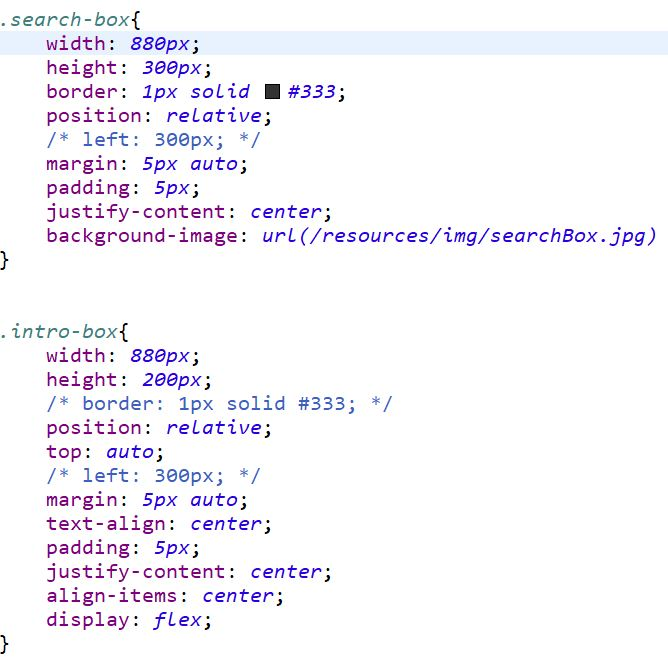 .search-box{
    width: 880px;
    height: 300px;
    border: 1px solid #333;
    position: relative;
    /* left: 300px; */
    margin: 5px auto;
    padding: 5px;
    justify-content: center;
    background-image: url(/resources/img/searchBox.jpg)
}
.intro-box{
    width: 880px;
    height: 200px;
    /* border: 1px solid #333; */
    position: relative;
    top: auto;
    /* left: 300px; */
    margin: 5px auto;
    text-align: center;
    padding: 5px;
    justify-content: center;
    align-items: center;
    display: flex;
}